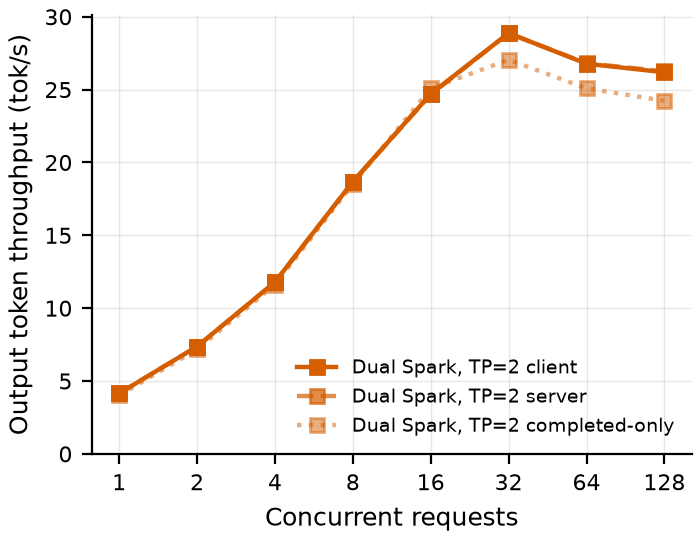 Output token throughput (tok/s)
30
25
20
15
10
5
0
Dual Spark, TP=2 client
Dual Spark, TP=2 server
Dual Spark, TP=2 completed-only
1 2 4 8 16 32 64 128
Concurrent requests